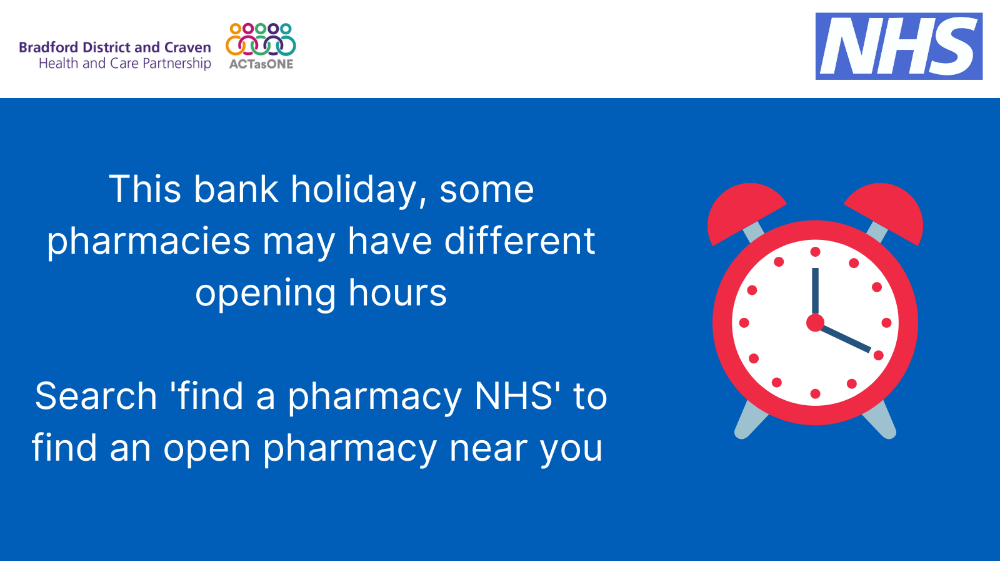 Bradford District and Craven
Health and Care Partnership
ACTasONE
NHS
This bank holiday, some
pharmacies may have different
opening hours
Search 'find a pharmacy NHS' to
find an open pharmacy near you